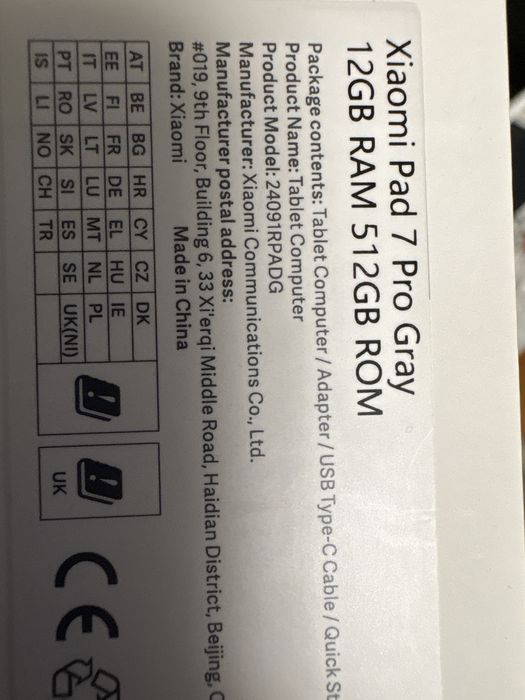 Xiaomi Pad 7 Pro Gray
12GB RAM 512GB ROM
Package contents: Tablet Computer / Adapter / USB Type-C Cable / Quick St
Product Name: Tablet Computer
Product Model: 24091RPADG
Manufacturer: Xiaomi Communications Co., Ltd.
Manufacturer postal address:
#019, 9th Floor, Building 6, 33 Xi'erqi Middle Road, Haidian District, Beijing, C
Brand: Xiaomi Made in China
AT BE BG HR CY CZ DK
EE FI FR DE EL HU IE
IT LV LT LU MT NL PL
PT RO SK SI ES SE UK(NI)
IS LI NO CH TR
UK
CE